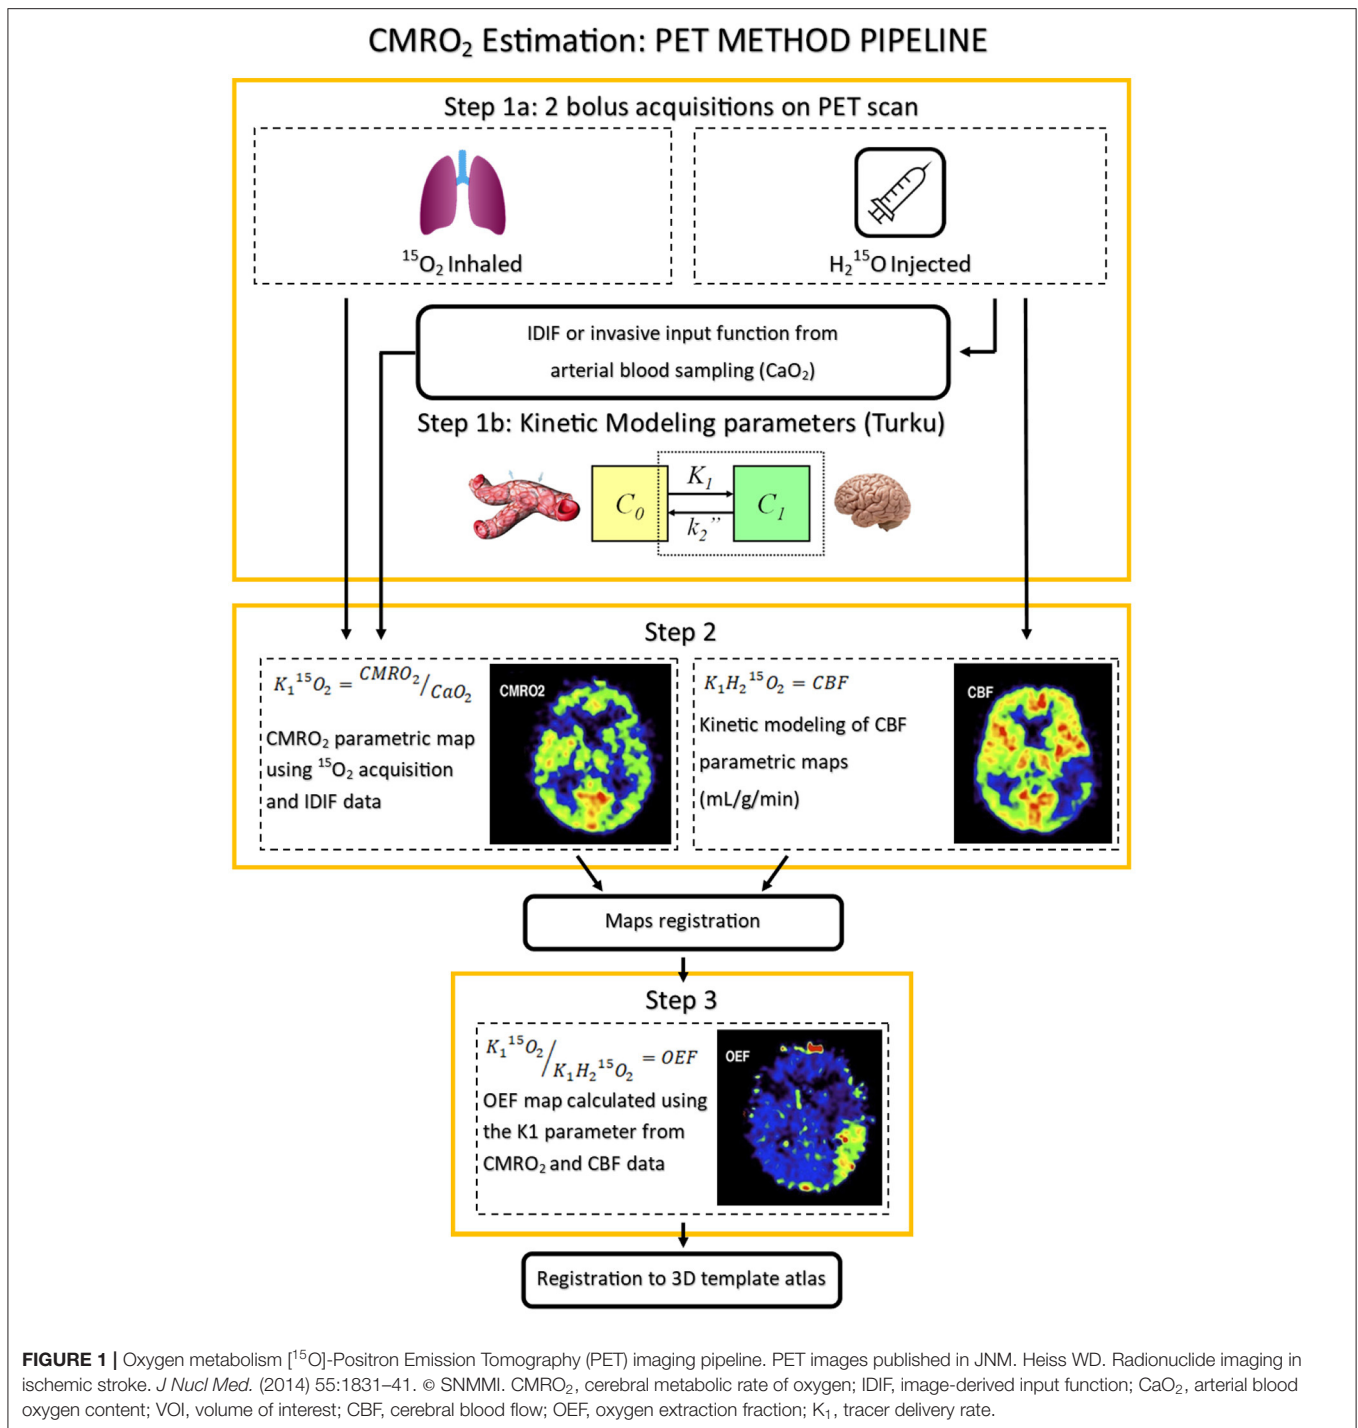 CMRO₂ Estimation: PET METHOD PIPELINE
Step 1a: 2 bolus acquisitions on PET scan
¹⁵O₂ Inhaled
H₂¹⁵O Injected
IDIF or invasive input function from
arterial blood sampling (CaO₂)
Step 1b: Kinetic Modeling parameters (Turku)
C₀
K₁
k₂”
C₁
Step 2
K₁¹⁵O₂ = CMRO₂/CaO₂
CMRO₂ parametric map
using ¹⁵O₂ acquisition
and IDIF data
CMRO2
K₁H₂¹⁵O₂ = CBF
Kinetic modeling of CBF
parametric maps
(mL/g/min)
CBF
Maps registration
Step 3
K₁¹⁵O₂/K₁H₂¹⁵O₂ = OEF
OEF map calculated using
the K1 parameter from
CMRO₂ and CBF data
OEF
Registration to 3D template atlas
FIGURE 1 | Oxygen metabolism [¹⁵O]-Positron Emission Tomography (PET) imaging pipeline. PET images published in JNM. Heiss WD. Radionuclide imaging in
ischemic stroke. J Nucl Med. (2014) 55:1831–41. © SNMMI. CMRO₂, cerebral metabolic rate of oxygen; IDIF, image-derived input function; CaO₂, arterial blood
oxygen content; VOI, volume of interest; CBF, cerebral blood flow; OEF, oxygen extraction fraction; K₁, tracer delivery rate.